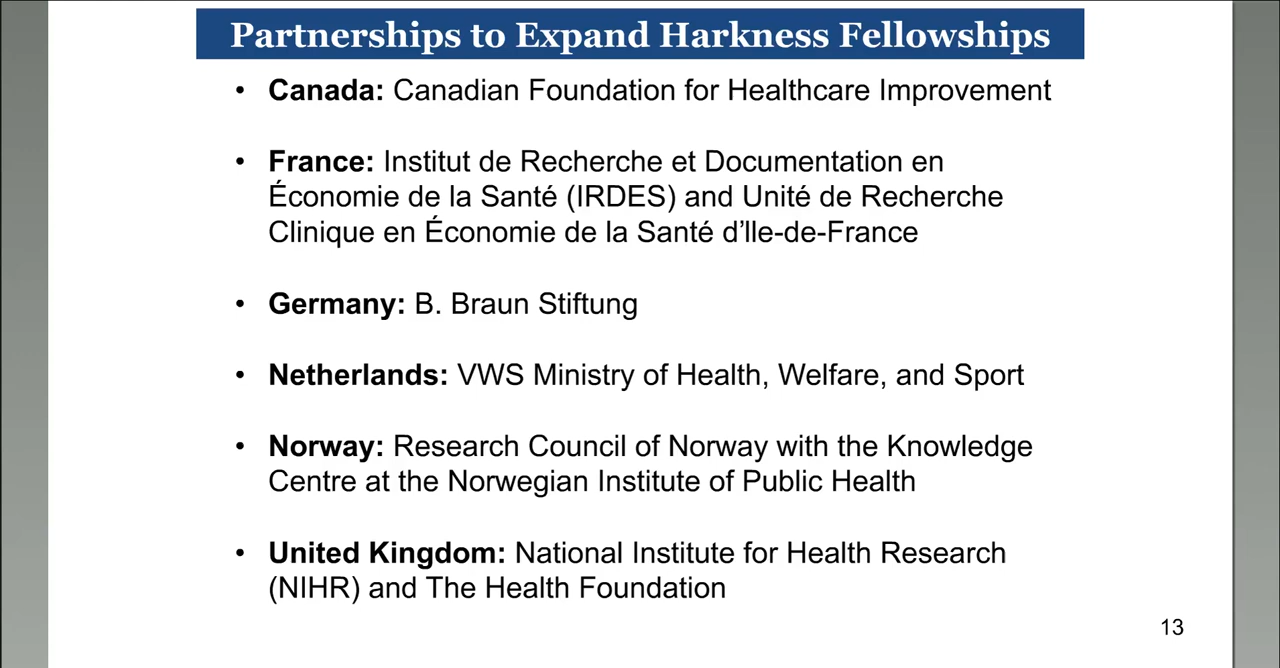 Partnerships to Expand Harkness Fellowships
• Canada: Canadian Foundation for Healthcare Improvement
• France: Institut de Recherche et Documentation en
Économie de la Santé (IRDES) and Unité de Recherche
Clinique en Économie de la Santé d’lle-de-France
• Germany: B. Braun Stiftung
• Netherlands: VWS Ministry of Health, Welfare, and Sport
• Norway: Research Council of Norway with the Knowledge
Centre at the Norwegian Institute of Public Health
• United Kingdom: National Institute for Health Research
(NIHR) and The Health Foundation
13